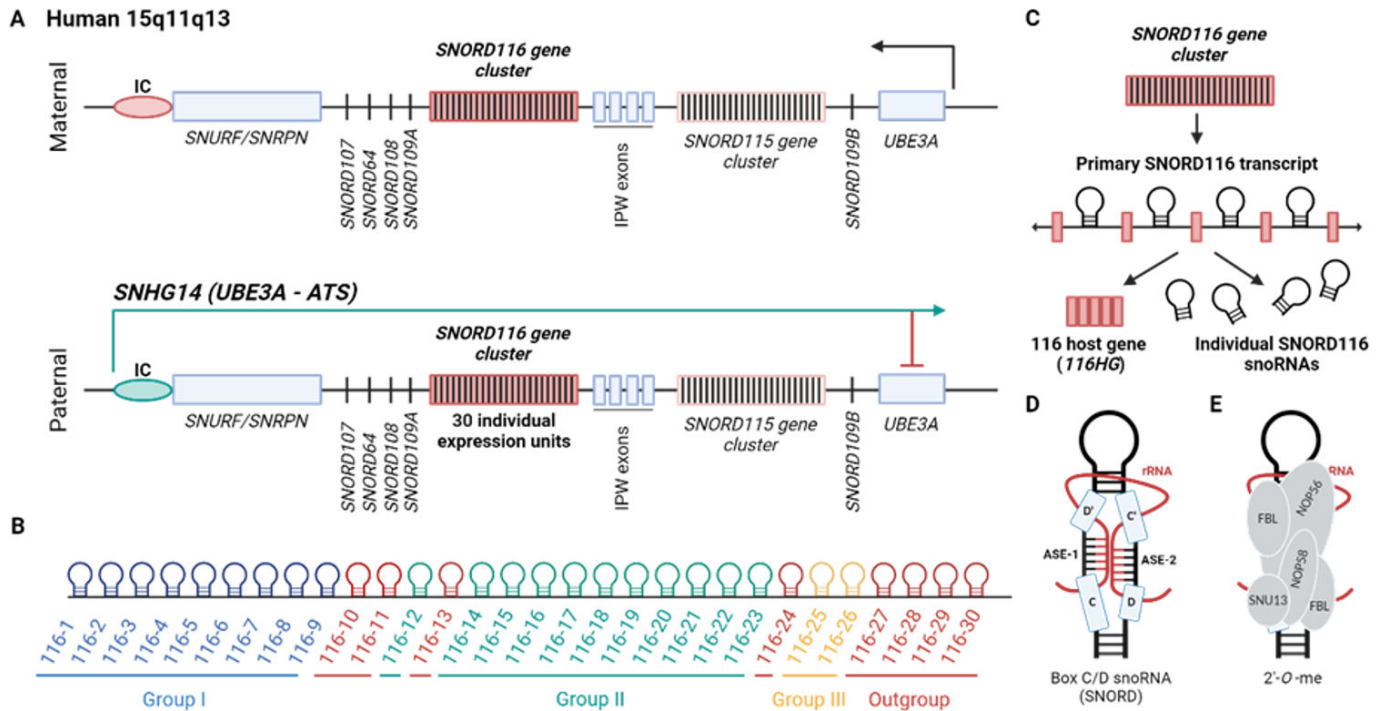 A Human 15q11q13
Maternal
IC
SNURF/SNRPN
SNORD107
SNORD64
SNORD108
SNORD109A
SNORD116 gene
cluster
IPW exons
SNORD115 gene
cluster
SNORD109B
UBE3A
Paternal
SNHG14 (UBE3A - ATS)
IC
SNURF/SNRPN
SNORD107
SNORD64
SNORD108
SNORD109A
SNORD116 gene
cluster
30 individual
expression units
IPW exons
SNORD115 gene
cluster
SNORD109B
UBE3A
B
116-1
116-2
116-3
116-4
116-5
116-6
116-7
116-8
116-9
116-10
116-11
116-12
116-13
116-14
116-15
116-16
116-17
116-18
116-19
116-20
116-21
116-22
116-23
116-24
116-25
116-26
116-27
116-28
116-29
116-30
Group I
Group II
Group III
Outgroup
C
SNORD116 gene
cluster
Primary SNORD116 transcript
116 host gene
(116HG)
Individual SNORD116
snoRNAs
D
rRNA
D'
C'
ASE-1
ASE-2
C
D
Box C/D snoRNA
(SNORD)
E
RNA
FBL
NOP56
NOP58
SNU13
FBL
2'-O-me